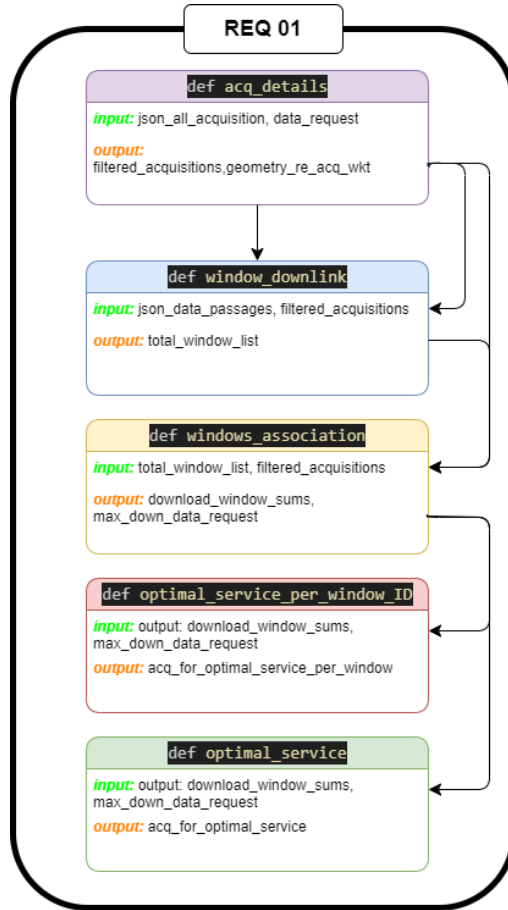 REQ 01
def acq_details
input: json_all_acquisition, data_request
output:
filtered_acquisitions,geometry_re_acq_wkt
def window_downlink
input: json_data_passages, filtered_acquisitions
output: total_window_list
def windows_association
input: total_window_list, filtered_acquisitions
output: download_window_sums,
max_down_data_request
def optimal_service_per_window_ID
input: output: download_window_sums,
max_down_data_request
output: acq_for_optimal_service_per_window
def optimal_service
input: output: download_window_sums,
max_down_data_request
output: acq_for_optimal_service